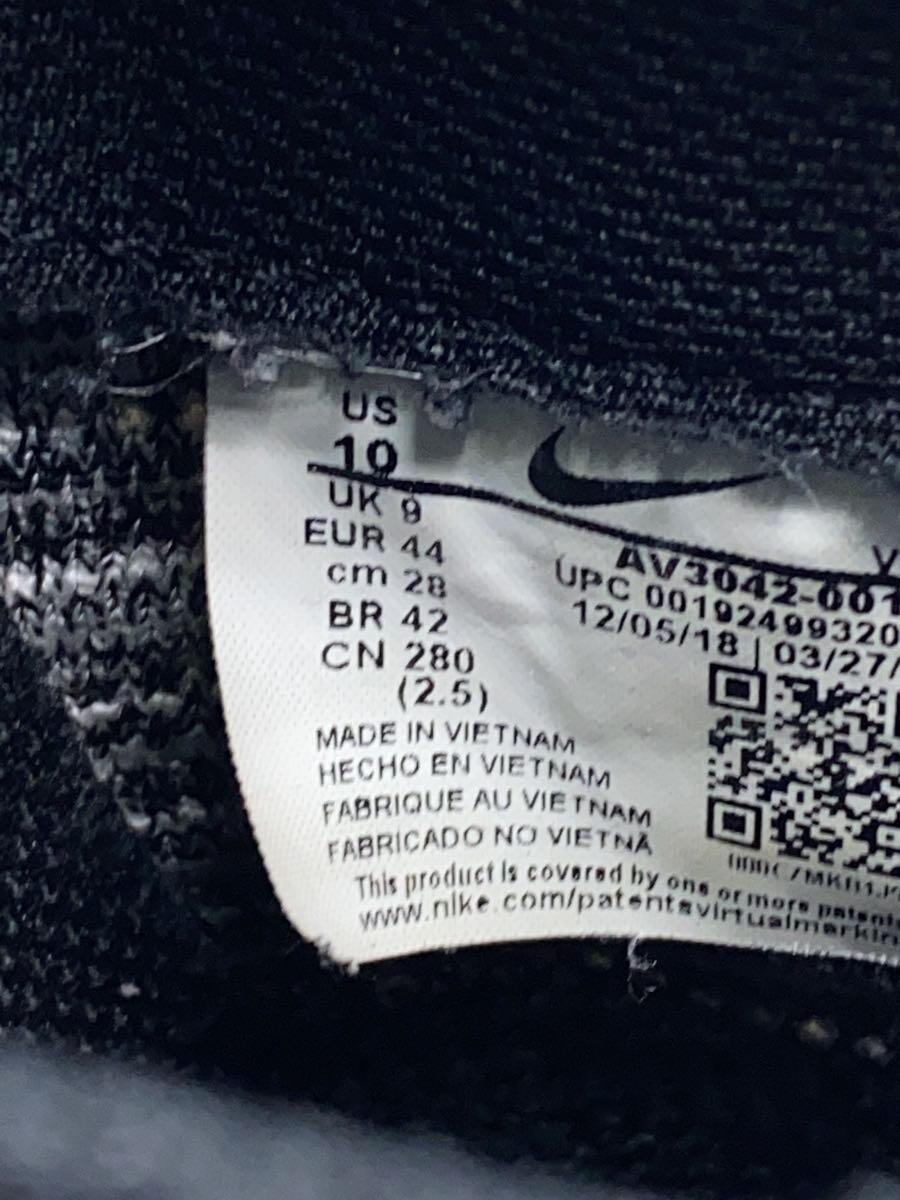 US
10
UK 9
EUR 44
cm 28
BR 42
CN 280
(2.5)
V
AV3042-001
UPC 00192499320
12/05/18 | 03/27/
MADE IN VIETNAM
HECHO EN VIETNAM
FABRIQUE AU VIETNAM
FABRICADO NO VIETNÃ
This product is covered by one or more patents
www.nike.com/patentsvirtualmarkin